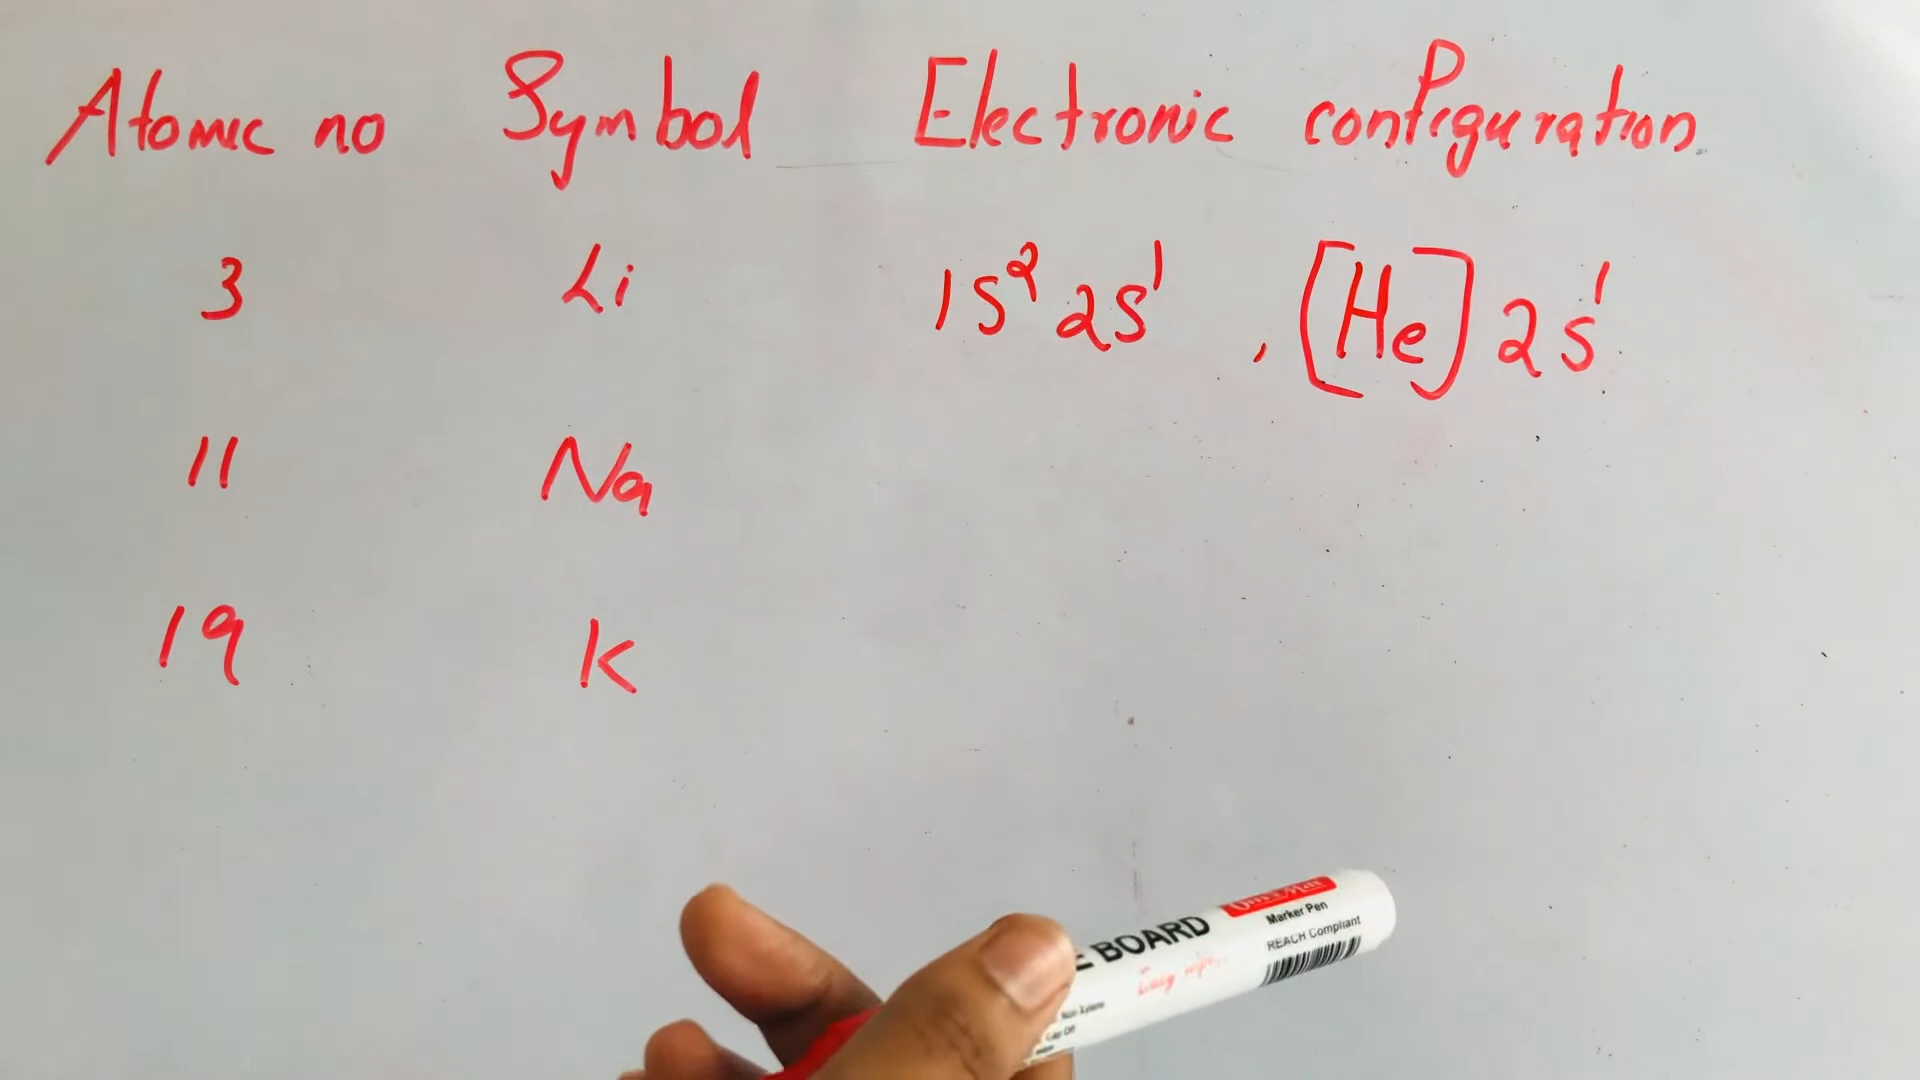 Atomic no Symbol Electronic configuration
3 Li 1s² 2s¹ , [He] 2s¹
11 Na
19 K
E BOARD
Marker Pen
REACH Compliant